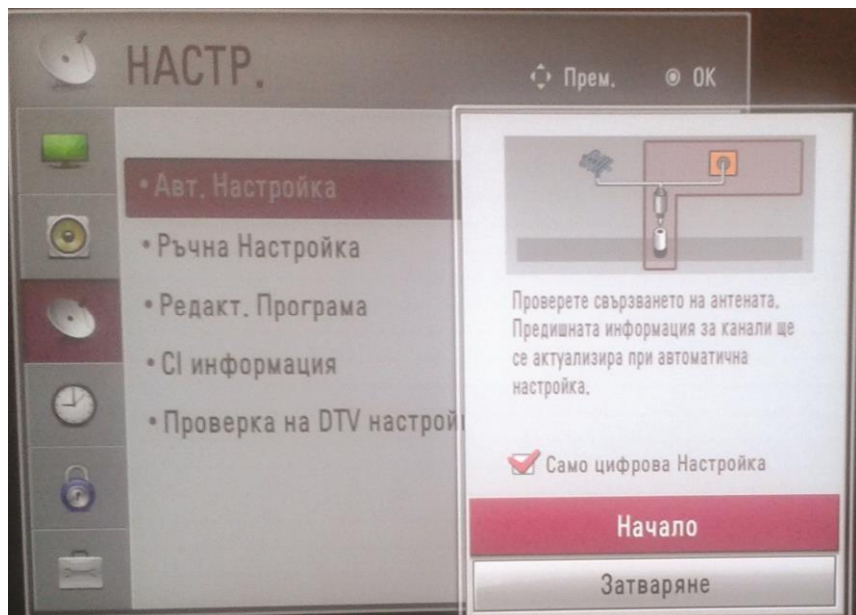 НАСТР.
Прем.
OK
• Авт. Настройка
• Ръчна Настройка
• Редакт. Програма
• CI информация
• Проверка на DTV настрой
Проверете свързването на антената.
Предишната информация за канали ще
се актуализира при автоматична
настройка.
Само цифрова Настройка
Начало
Затваряне